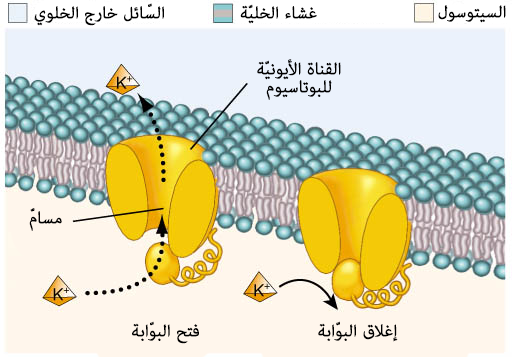 السيتوسول
غشاء الخليّة
السّائل خارج الخلوي
القناة الأيونيّة
للبوتاسيوم
K+
مسامّ
K+
K+
فتح البوّابة
إغلاق البوّابة